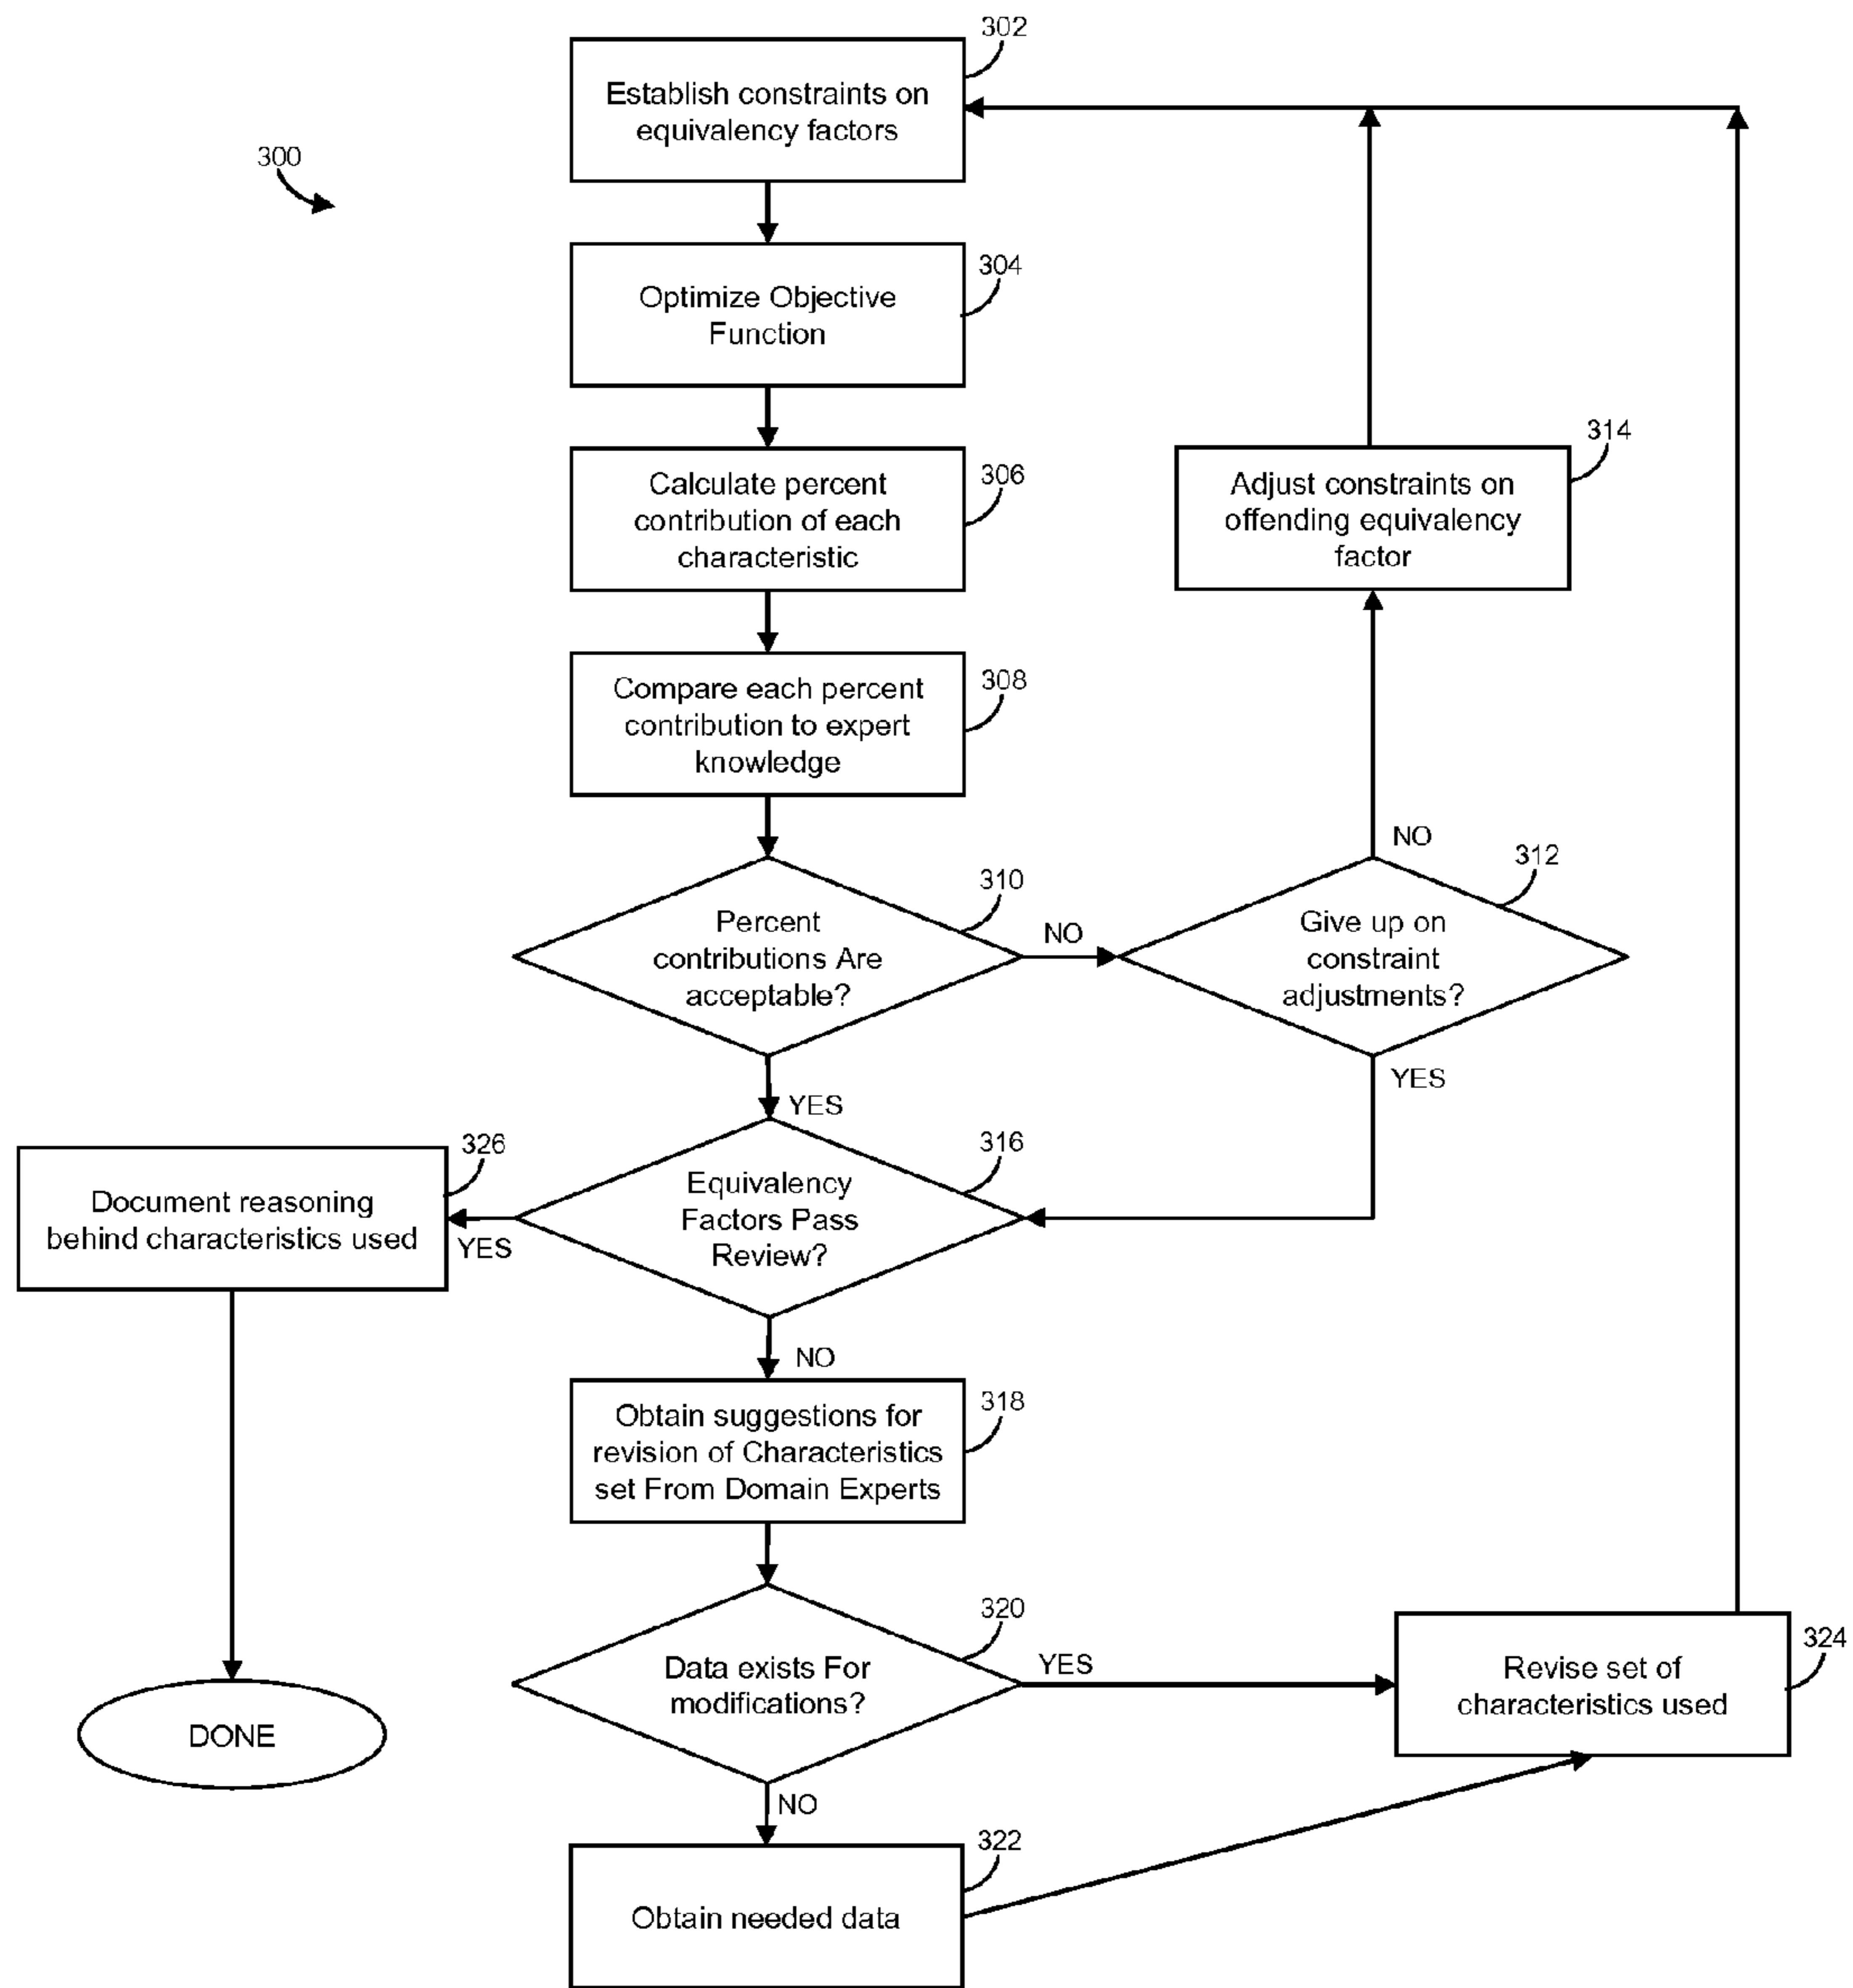 302
Establish constraints on
equivalency factors
300
304
Optimize Objective
Function
306
Calculate percent
contribution of each
characteristic
314
Adjust constraints on
offending equivalency
factor
308
Compare each percent
contribution to expert
knowledge
NO
312
310
Percent
contributions Are
acceptable?
NO
Give up on
constraint
adjustments?
YES
YES
326
Document reasoning
behind characteristics used
YES
316
Equivalency
Factors Pass
Review?
NO
318
Obtain suggestions for
revision of Characteristics
set From Domain Experts
320
Data exists For
modifications?
YES
324
Revise set of
characteristics used
DONE
NO
322
Obtain needed data